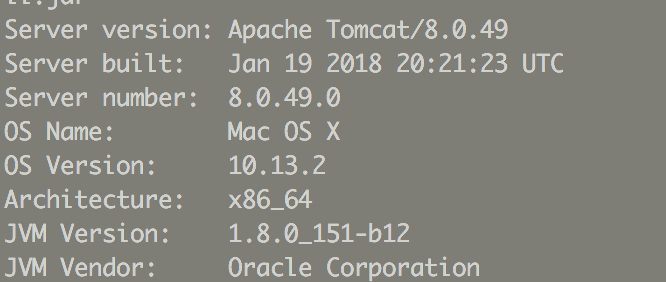 Server version: Apache Tomcat/8.0.49
Server built:   Jan 19 2018 20:21:23 UTC
Server number:  8.0.49.0
OS Name:        Mac OS X
OS Version:     10.13.2
Architecture:   x86_64
JVM Version:    1.8.0_151-b12
JVM Vendor:     Oracle Corporation